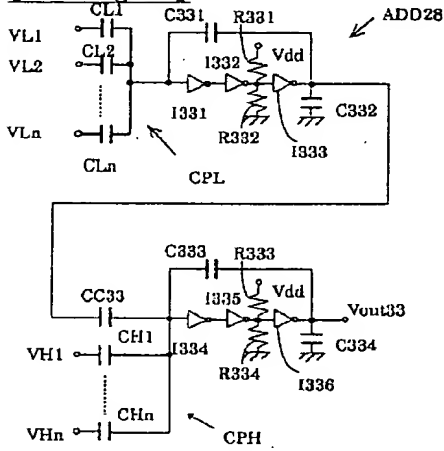 CL1
VL1
C331
R331
ADD28
CL2
I332
Vdd
VL2
I331
C332
VLn
R332
I333
CLn
CPL
C333
R333
I335
Vdd
Vout33
CC33
CH1
I334
C334
VH1
R334
I336
CHn
VHn
CPH